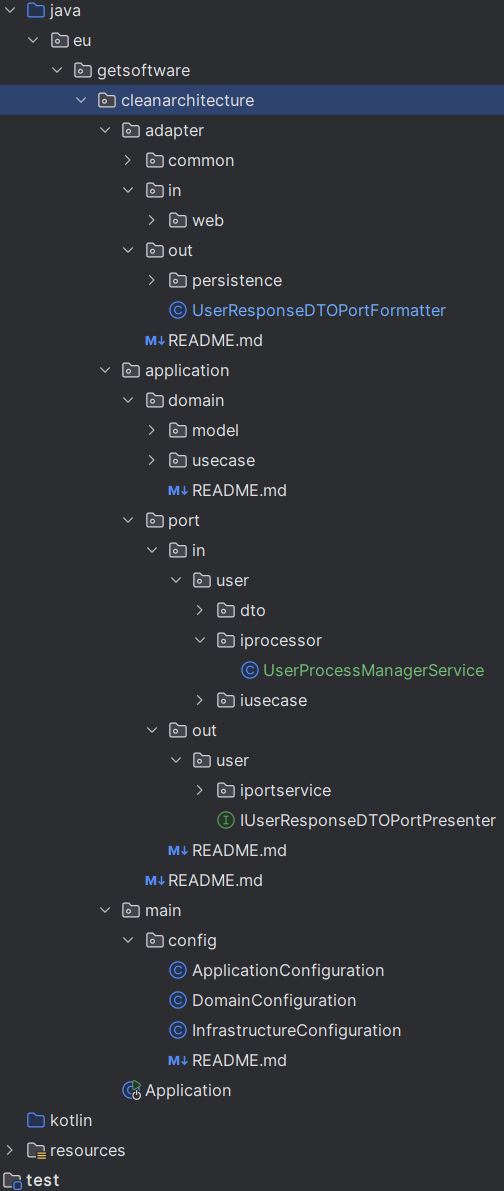 java
eu
getsoftware
cleanarchitecture
adapter
common
in
web
out
persistence
UserResponseDTOPortFormatter
README.md
application
domain
model
usecase
README.md
port
in
user
dto
iprocessor
UserProcessManagerService
iusecase
out
user
iportservice
IUserResponseDTOPortPresenter
README.md
README.md
main
config
ApplicationConfiguration
DomainConfiguration
InfrastructureConfiguration
README.md
Application
kotlin
resources
test